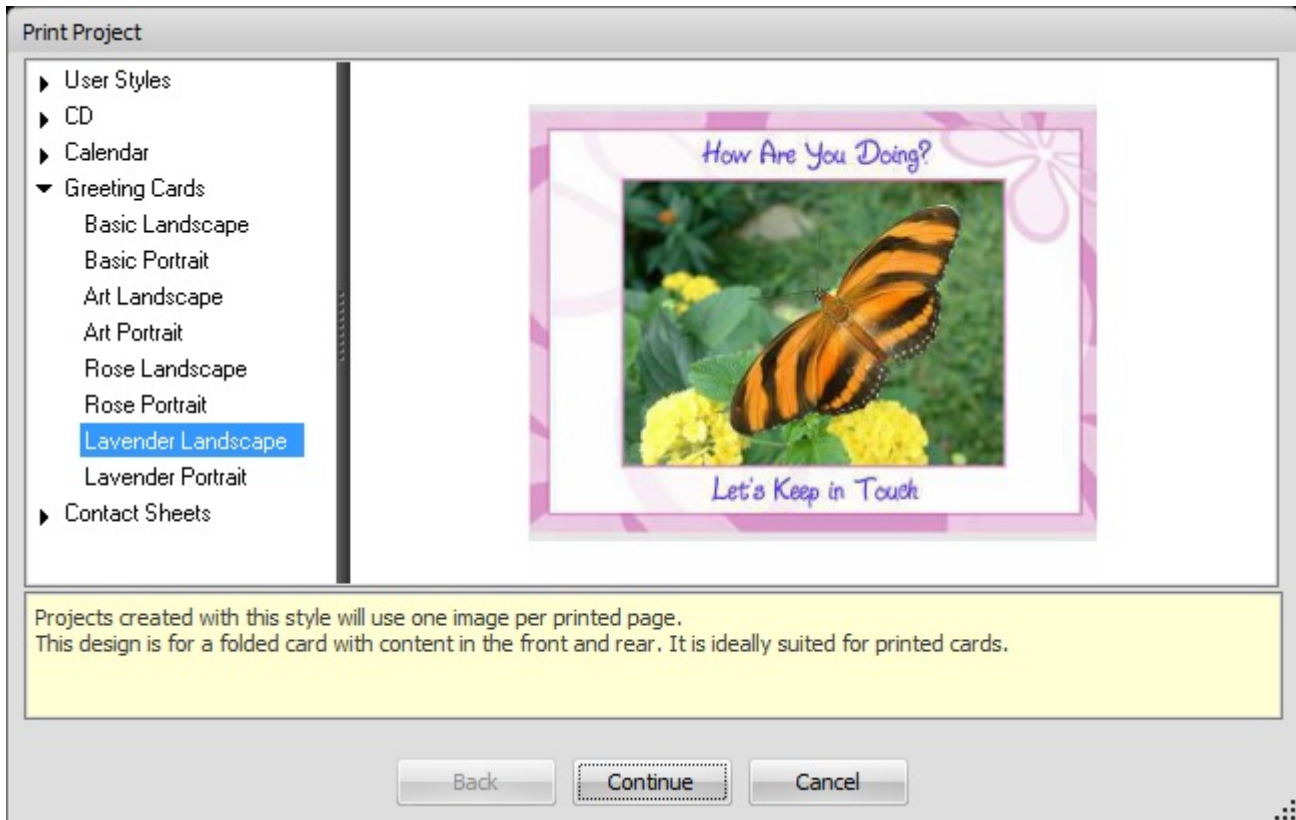 Print Project
User Styles
CD
Calendar
Greeting Cards
Basic Landscape
Basic Portrait
Art Landscape
Art Portrait
Rose Landscape
Rose Portrait
Lavender Landscape
Lavender Portrait
Contact Sheets
How Are You Doing?
Let's Keep in Touch
Projects created with this style will use one image per printed page.
This design is for a folded card with content in the front and rear. It is ideally suited for printed cards.
Back
Continue
Cancel